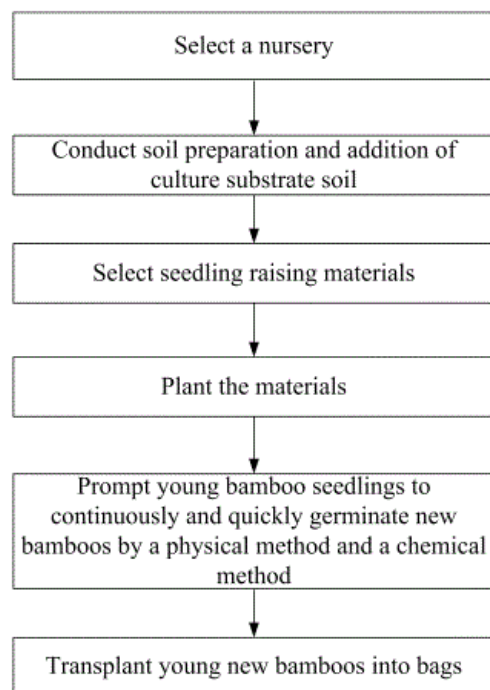 Select a nursery
Conduct soil preparation and addition of
culture substrate soil
Select seedling raising materials
Plant the materials
Prompt young bamboo seedlings to
continuously and quickly germinate new
bamboos by a physical method and a chemical
method
Transplant young new bamboos into bags